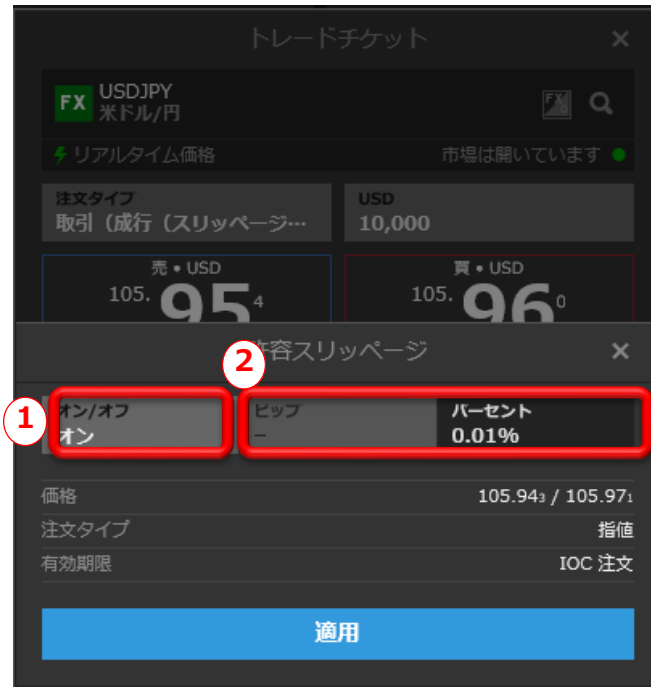 トレードチケット
FX USDJPY
米ドル/円
リアルタイム価格 市場は開いています
注文タイプ USD
取引（成行（スリッページ… 10,000
売 • USD 買 • USD
105. 95 4 105. 96 0
2
許容スリッページ
1
オン/オフ ピップ パーセント
オン – 0.01%
価格 105.943 / 105.971
注文タイプ 指値
有効期限 IOC 注文
適用